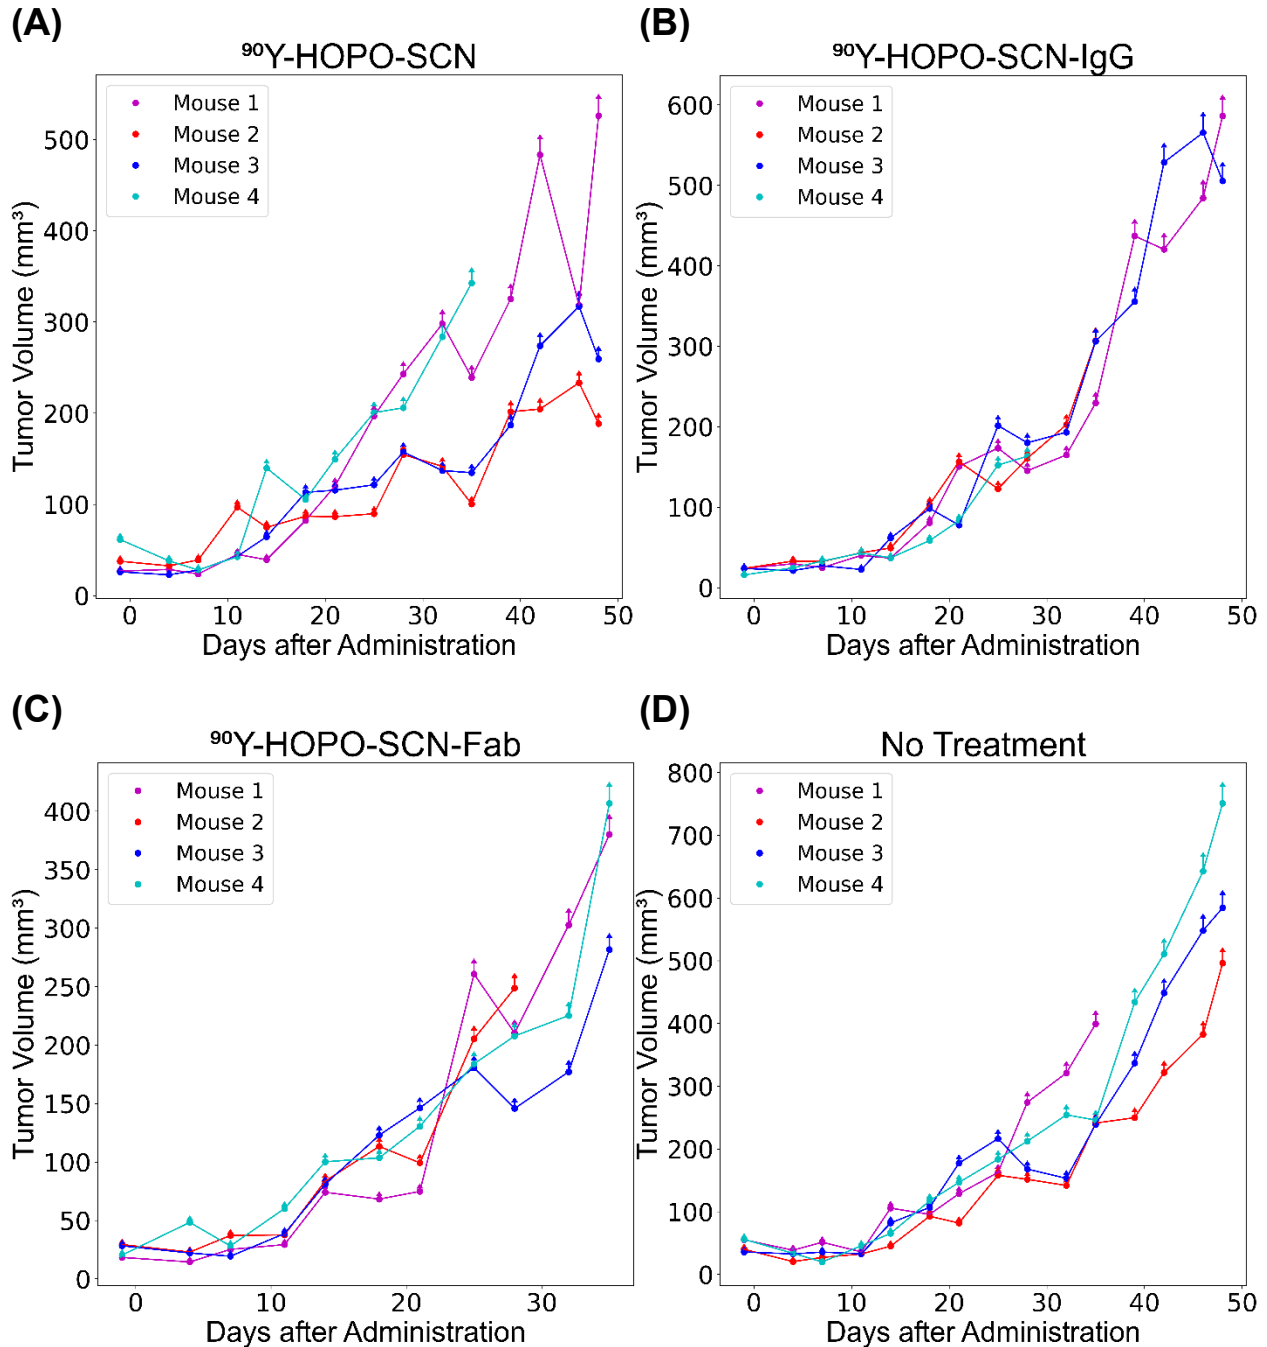 (A)
⁹⁰Y-HOPO-SCN
Tumor Volume (mm³)
500
400
300
200
100
0
Mouse 1
Mouse 2
Mouse 3
Mouse 4
0 10 20 30 40 50
Days after Administration
(B)
⁹⁰Y-HOPO-SCN-IgG
Tumor Volume (mm³)
600
500
400
300
200
100
0
Mouse 1
Mouse 2
Mouse 3
Mouse 4
0 10 20 30 40 50
Days after Administration
(C)
⁹⁰Y-HOPO-SCN-Fab
Tumor Volume (mm³)
400
350
300
250
200
150
100
50
0
Mouse 1
Mouse 2
Mouse 3
Mouse 4
0 10 20 30
Days after Administration
(D)
No Treatment
Tumor Volume (mm³)
800
700
600
500
400
300
200
100
0
Mouse 1
Mouse 2
Mouse 3
Mouse 4
0 10 20 30 40 50
Days after Administration